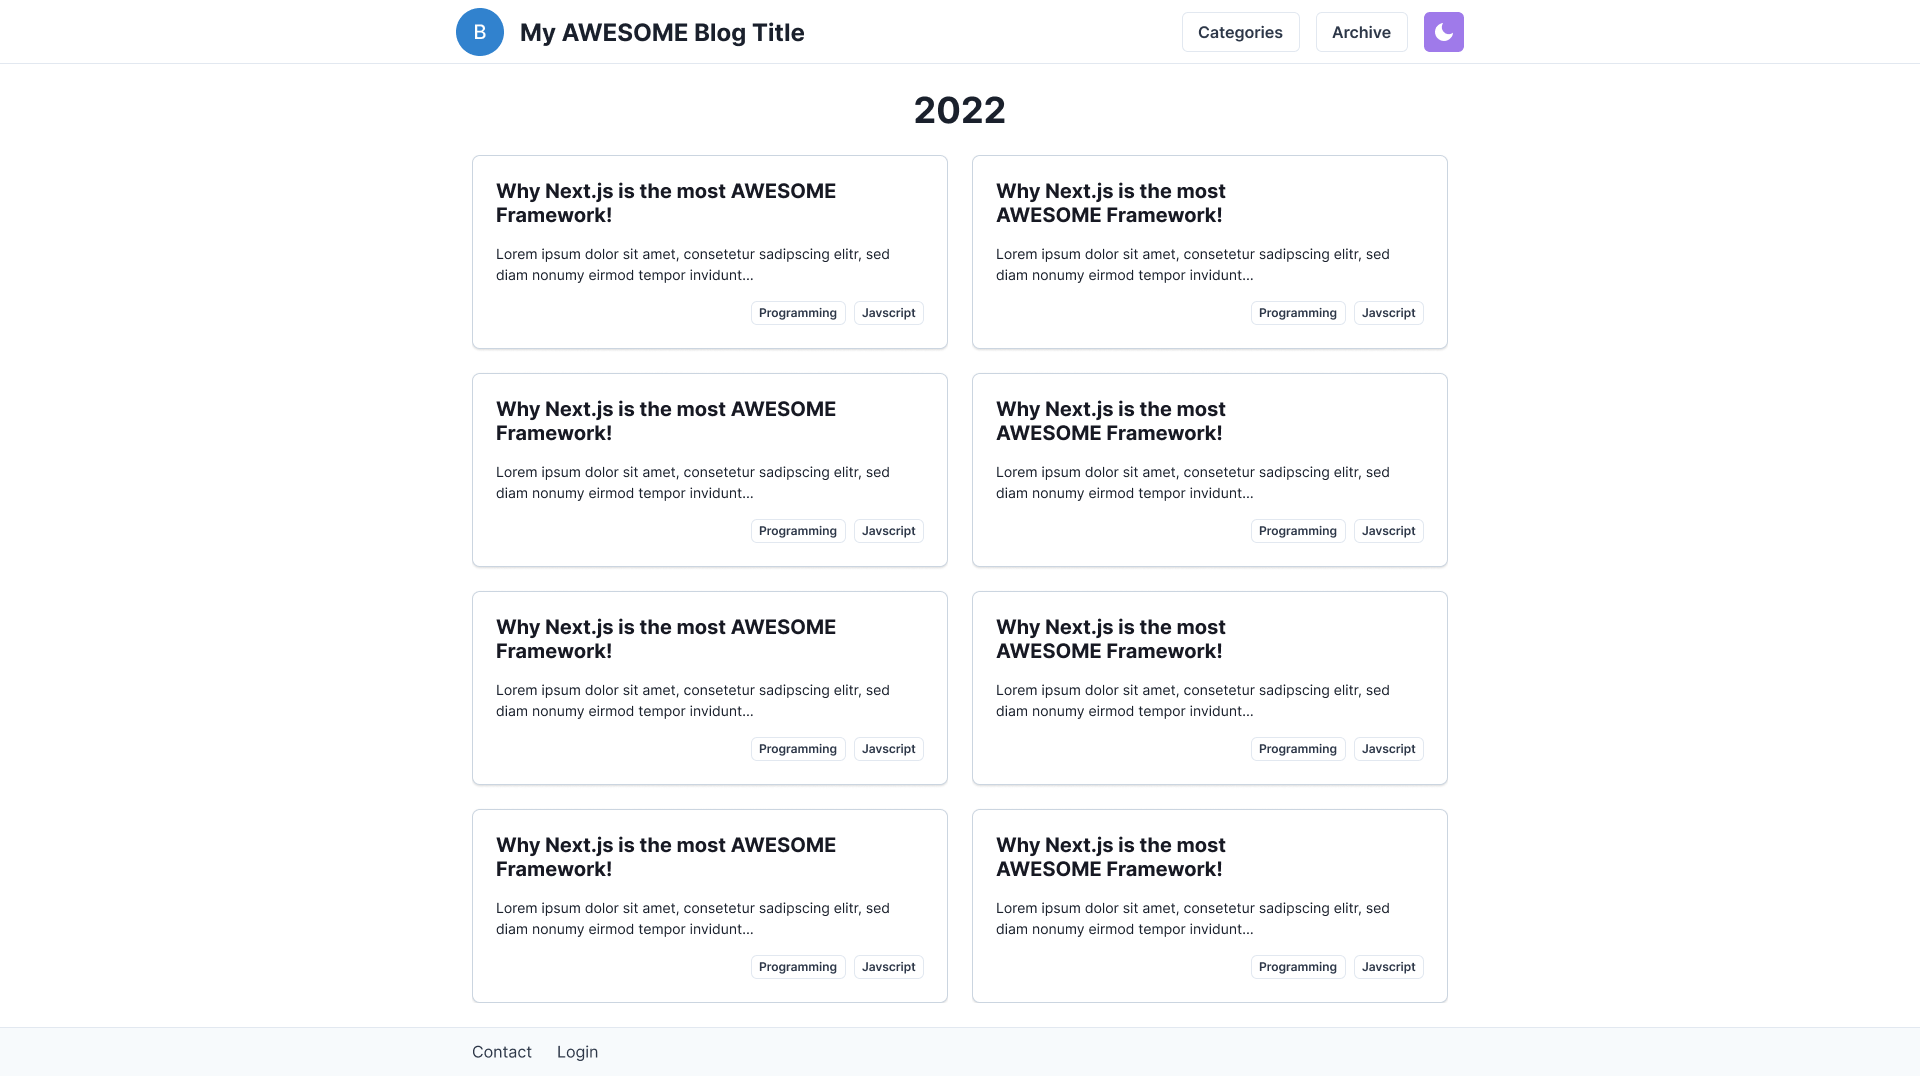 B
My AWESOME Blog Title
Categories
Archive
2022
Why Next.js is the most AWESOME
Framework!
Lorem ipsum dolor sit amet, consetetur sadipscing elitr, sed
diam nonumy eirmod tempor invidunt...
Programming
Javscript
Why Next.js is the most
AWESOME Framework!
Lorem ipsum dolor sit amet, consetetur sadipscing elitr, sed
diam nonumy eirmod tempor invidunt...
Programming
Javscript
Why Next.js is the most AWESOME
Framework!
Lorem ipsum dolor sit amet, consetetur sadipscing elitr, sed
diam nonumy eirmod tempor invidunt...
Programming
Javscript
Why Next.js is the most
AWESOME Framework!
Lorem ipsum dolor sit amet, consetetur sadipscing elitr, sed
diam nonumy eirmod tempor invidunt...
Programming
Javscript
Why Next.js is the most AWESOME
Framework!
Lorem ipsum dolor sit amet, consetetur sadipscing elitr, sed
diam nonumy eirmod tempor invidunt...
Programming
Javscript
Why Next.js is the most
AWESOME Framework!
Lorem ipsum dolor sit amet, consetetur sadipscing elitr, sed
diam nonumy eirmod tempor invidunt...
Programming
Javscript
Why Next.js is the most AWESOME
Framework!
Lorem ipsum dolor sit amet, consetetur sadipscing elitr, sed
diam nonumy eirmod tempor invidunt...
Programming
Javscript
Why Next.js is the most
AWESOME Framework!
Lorem ipsum dolor sit amet, consetetur sadipscing elitr, sed
diam nonumy eirmod tempor invidunt...
Programming
Javscript
Contact
Login